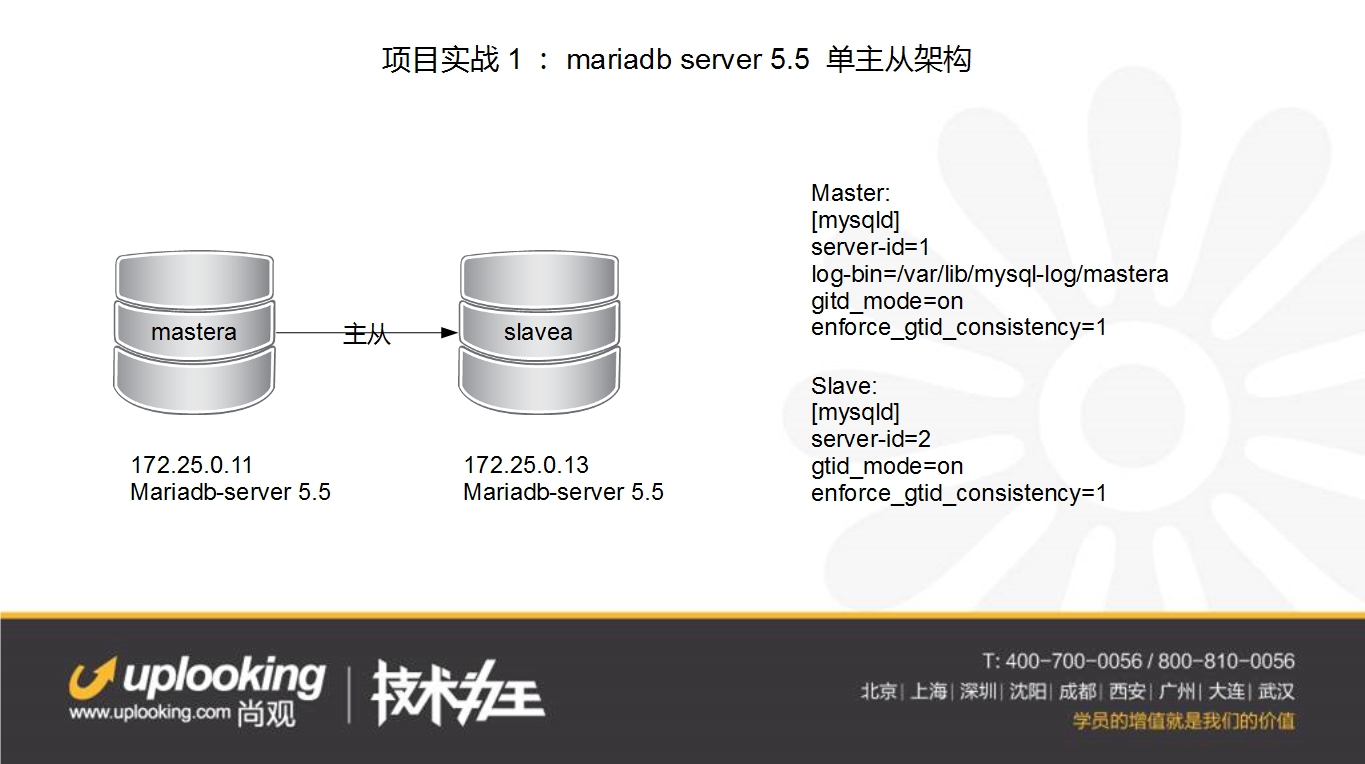 项目实战 1 ： mariadb server 5.5 单主从架构
mastera
主从
slavea
172.25.0.11
Mariadb-server 5.5
172.25.0.13
Mariadb-server 5.5
Master:
[mysqld]
server-id=1
log-bin=/var/lib/mysql-log/mastera
gitd_mode=on
enforce_gtid_consistency=1
Slave:
[mysqld]
server-id=2
gtid_mode=on
enforce_gtid_consistency=1
uplooking
www.uplooking.com 尚观
技术为王
T: 400-700-0056 / 800-810-0056
北京| 上海| 深圳| 沈阳| 成都| 西安| 广州| 大连| 武汉
学员的增值就是我们的价值